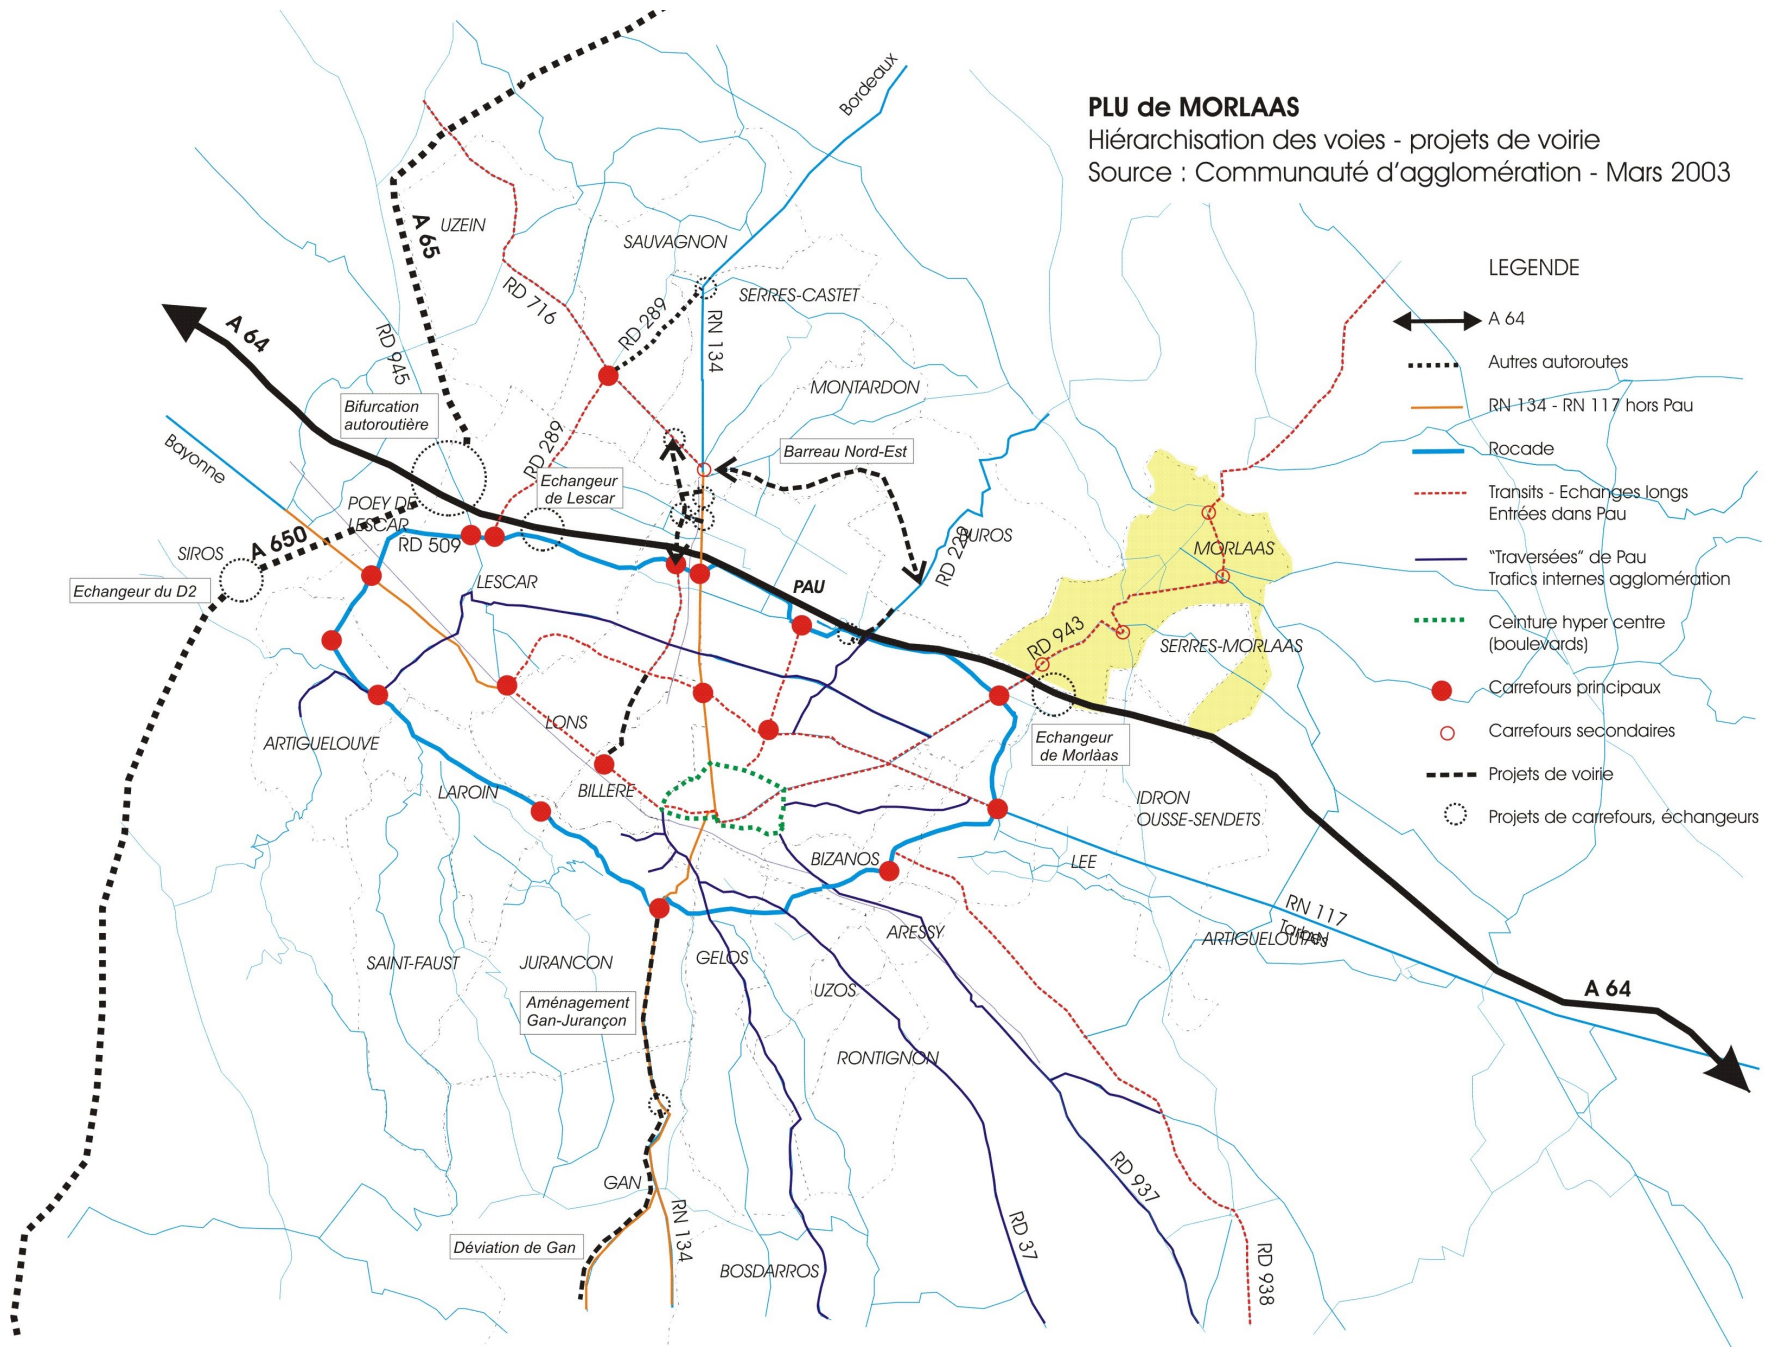 PLU de MORLAAS
Hiérarchisation des voies - projets de voirie
Source : Communauté d'agglomération - Mars 2003
LEGENDE
A 64
Autres autoroutes
RN 134 - RN 117 hors Pau
Rocade
Transits - Echanges longs
Entrées dans Pau
"Traversées" de Pau
Trafics internes agglomération
Ceinture hyper centre
(boulevards)
Carrefours principaux
Carrefours secondaires
Projets de voirie
Projets de carrefours, échangeurs
Bordeaux
A 65
UZEIN
SAUVAGNON
RD 716
RD 289
SERRES-CASTET
RN 134
A 64
RD 945
MONTARDON
Bifurcation
autoroutière
Bayonne
RD 289
Barreau Nord-Est
Echangeur
de Lescar
POEY DE
LESCAR
A 650
SIROS
RD 509
BUROS
MORLAAS
Echangeur du D2
LESCAR
PAU
RD 943
SERRES-MORLAAS
LONS
ARTIGUELOUVE
Echangeur
de Morlàas
LAROIN
BILLERE
IDRON
OUSSE-SENDETS
BIZANOS
LEE
RN 117
Tarbes
ARESSY
ARTIGUELOUTAN
SAINT-FAUST
JURANCON
GELOS
UZOS
A 64
Aménagement
Gan-Jurançon
RONTIGNON
GAN
RD 937
RN 134
RD 37
Déviation de Gan
BOSDARROS
RD 938